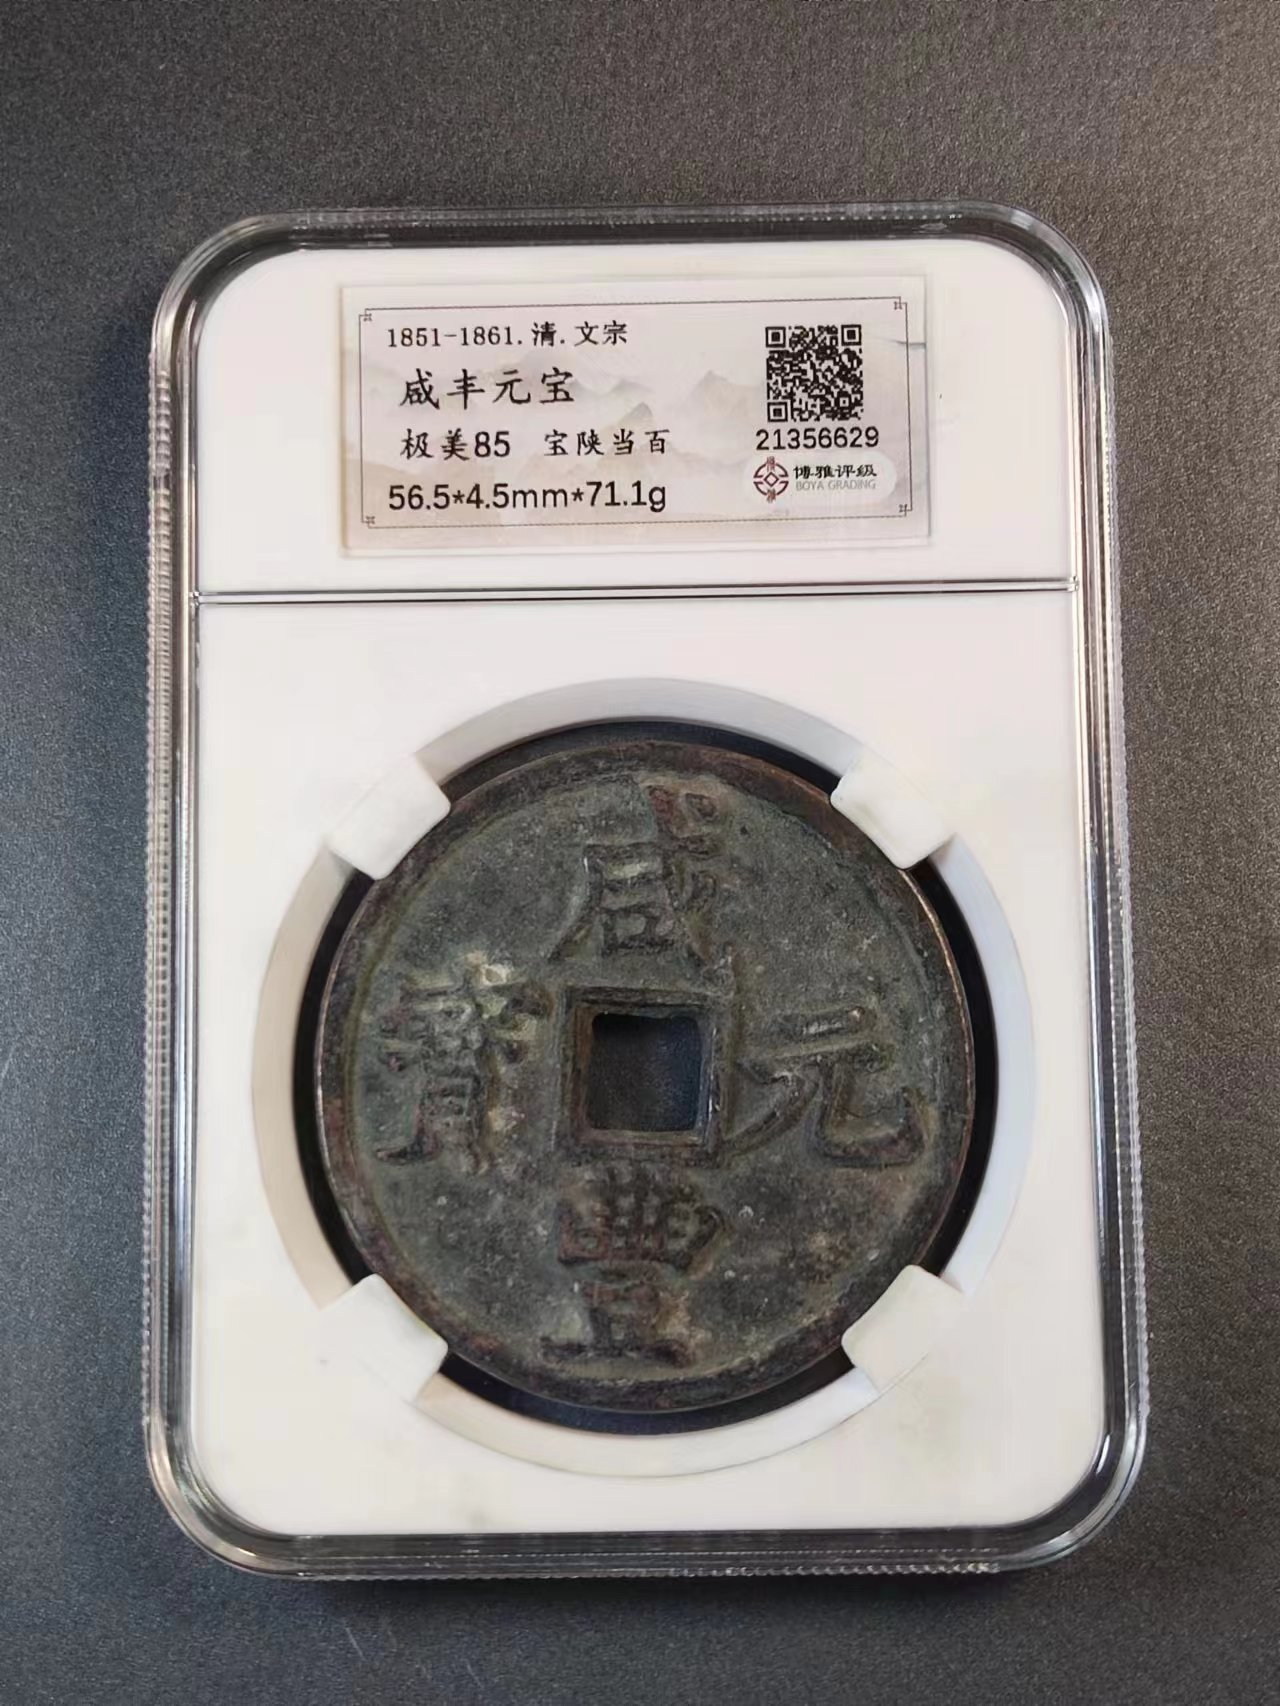 1851-1861.清.文宗
咸丰元宝
极美85 宝陕当百
56.5*4.5mm*71.1g
21356629
博雅评级
BOYA GRADING
咸
元
寶
豐